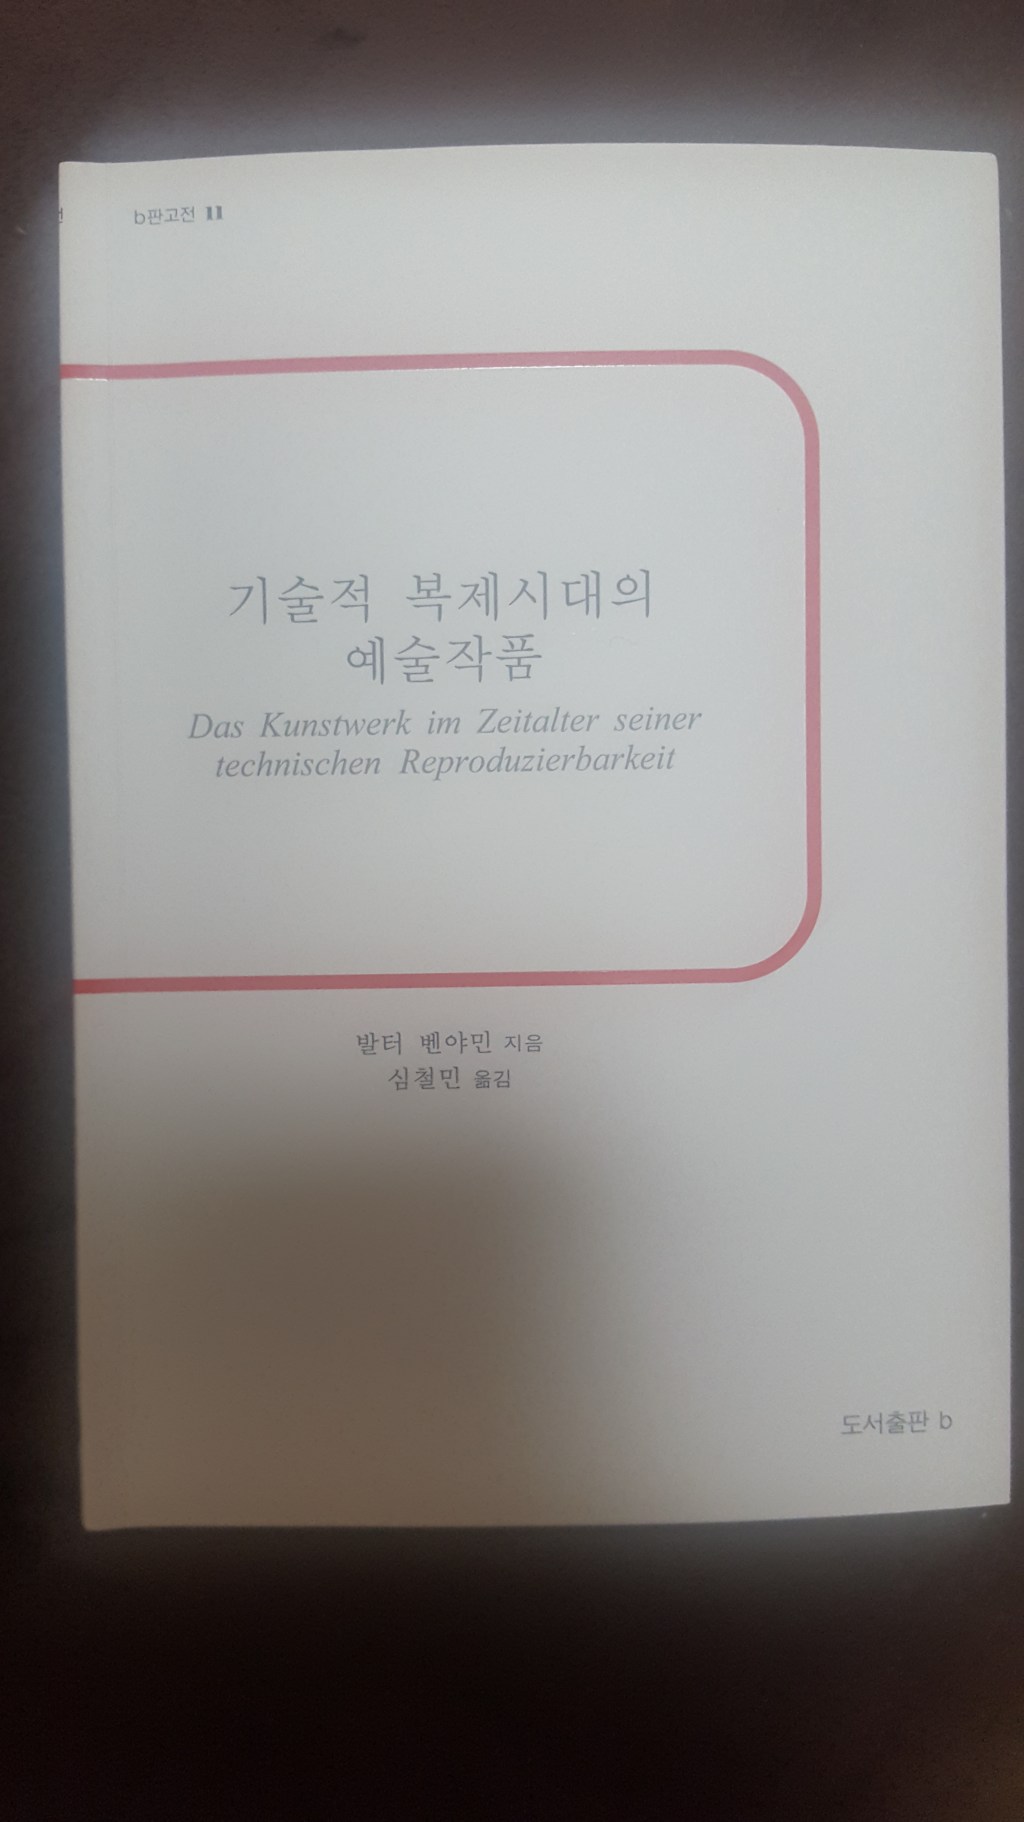 b판고전 11
기술적 복제시대의
예술작품
Das Kunstwerk im Zeitalter seiner
technischen Reproduzierbarkeit
발터 벤야민 지음
심철민 옮김
도서출판 b